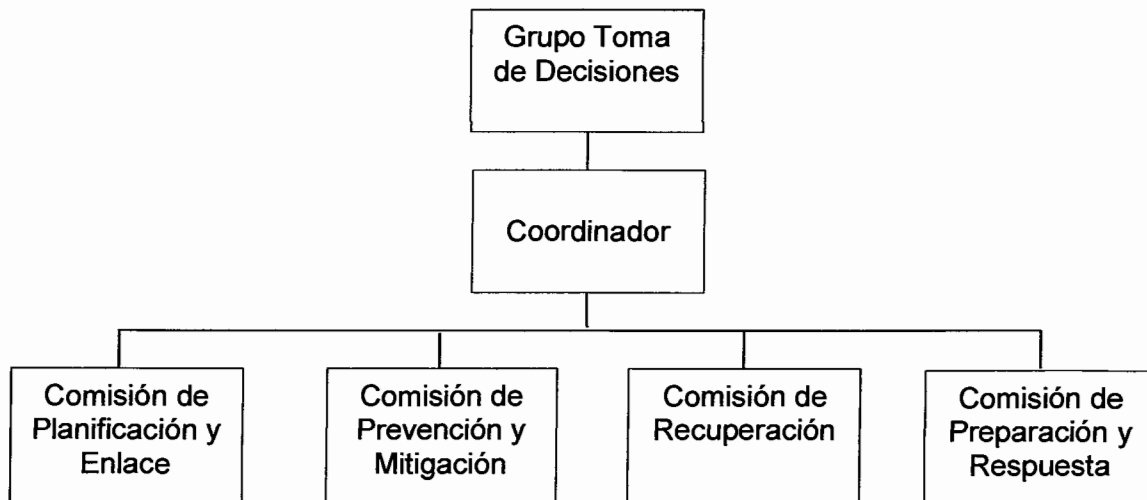 Grupo Toma
de Decisiones
Coordinador
Comisión de
Planificación y
Enlace
Comisión de
Prevención y
Mitigación
Comisión de
Recuperación
Comisión de
Preparación y
Respuesta